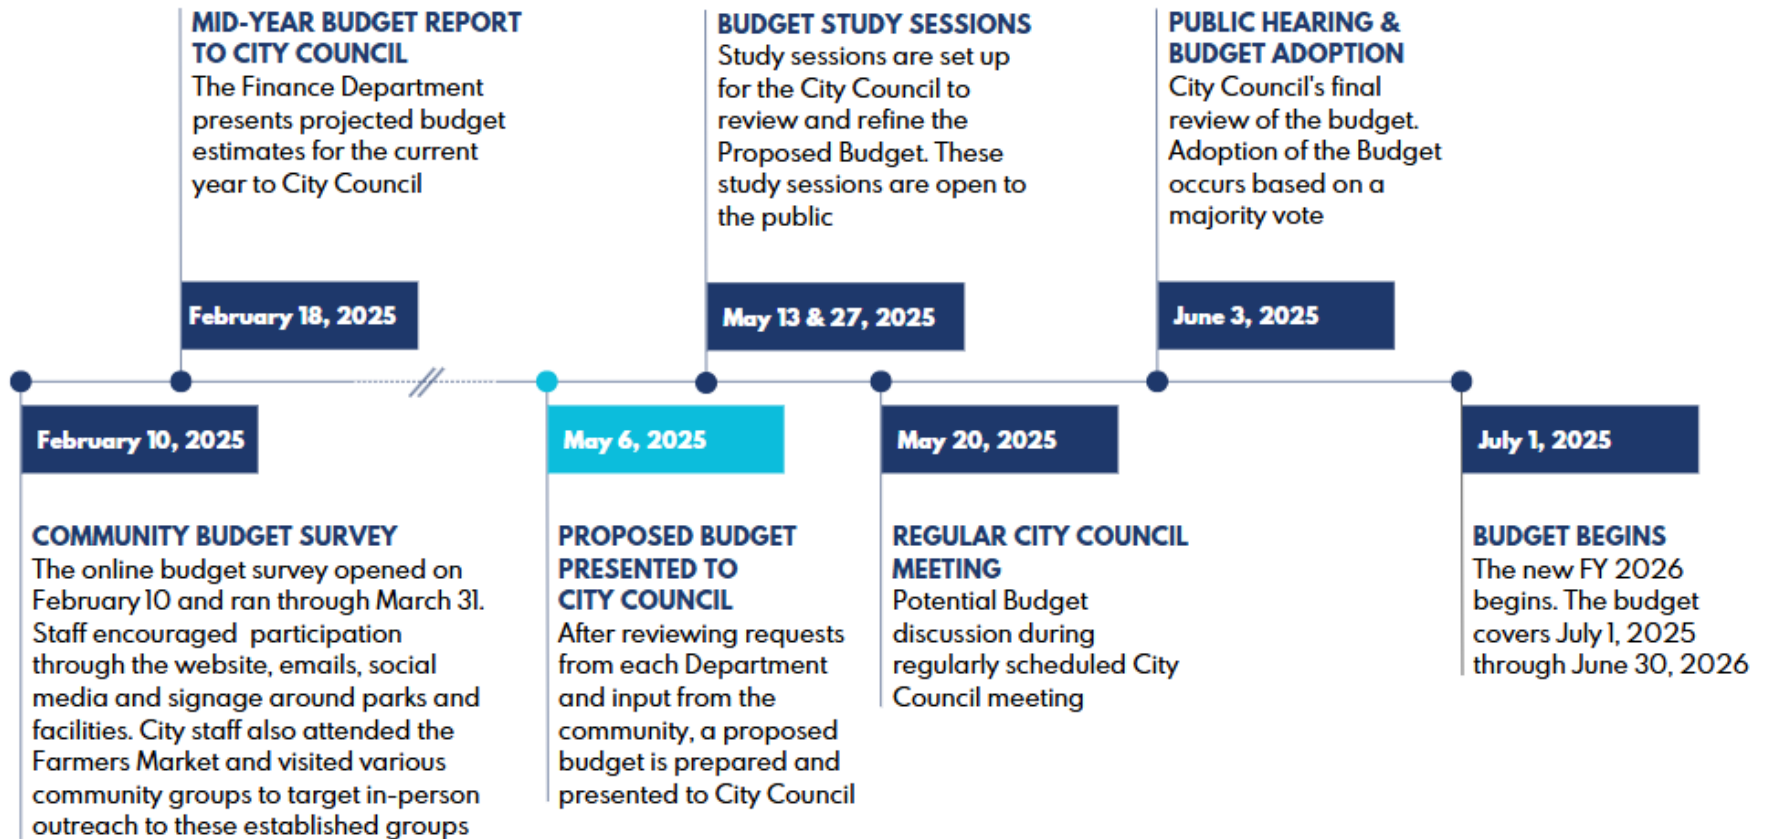 MID-YEAR BUDGET REPORT
TO CITY COUNCIL
The Finance Department
presents projected budget
estimates for the current
year to City Council
February 18, 2025
BUDGET STUDY SESSIONS
Study sessions are set up
for the City Council to
review and refine the
Proposed Budget. These
study sessions are open to
the public
May 13 & 27, 2025
PUBLIC HEARING &
BUDGET ADOPTION
City Council's final
review of the budget.
Adoption of the Budget
occurs based on a
majority vote
June 3, 2025
February 10, 2025
COMMUNITY BUDGET SURVEY
The online budget survey opened on
February 10 and ran through March 31.
Staff encouraged participation
through the website, emails, social
media and signage around parks and
facilities. City staff also attended the
Farmers Market and visited various
community groups to target in-person
outreach to these established groups
May 6, 2025
PROPOSED BUDGET
PRESENTED TO
CITY COUNCIL
After reviewing requests
from each Department
and input from the
community, a proposed
budget is prepared and
presented to City Council
May 20, 2025
REGULAR CITY COUNCIL
MEETING
Potential Budget
discussion during
regularly scheduled City
Council meeting
July 1, 2025
BUDGET BEGINS
The new FY 2026
begins. The budget
covers July 1, 2025
through June 30, 2026